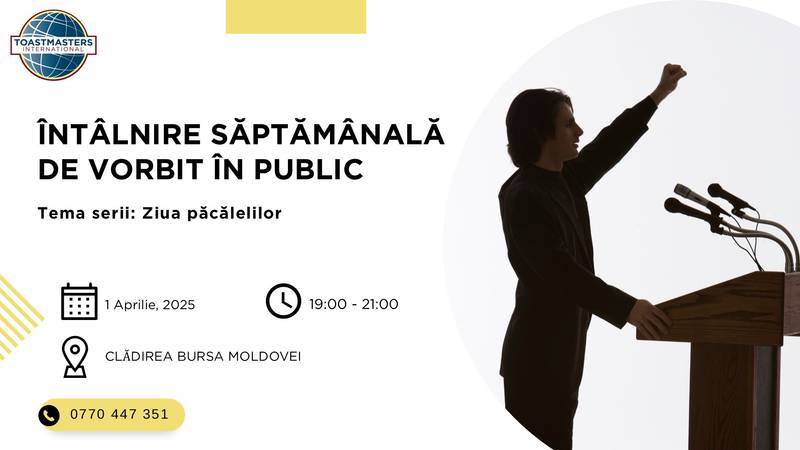 TOASTMASTERS
INTERNATIONAL
ÎNTÂLNIRE SĂPTĂMÂNALĂ
DE VORBIT ÎN PUBLIC
Tema serii: Ziua păcălelilor
1 Aprilie, 2025
19:00 - 21:00
CLĂDIREA BURSA MOLDOVEI
0770 447 351